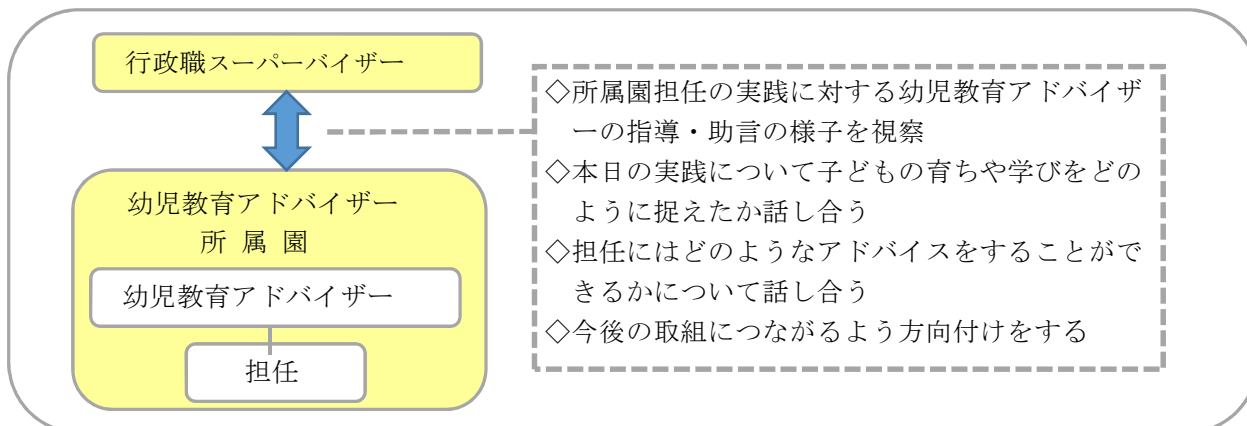 行政職スーパーバイザー
幼児教育アドバイザー
所 属 園
幼児教育アドバイザー
担任
◇所属園担任の実践に対する幼児教育アドバイザ
ーの指導・助言の様子を視察
◇本日の実践について子どもの育ちや学びをどの
ように捉えたか話し合う
◇担任にはどのようなアドバイスをすることがで
きるかについて話し合う
◇今後の取組につながるよう方向付けをする